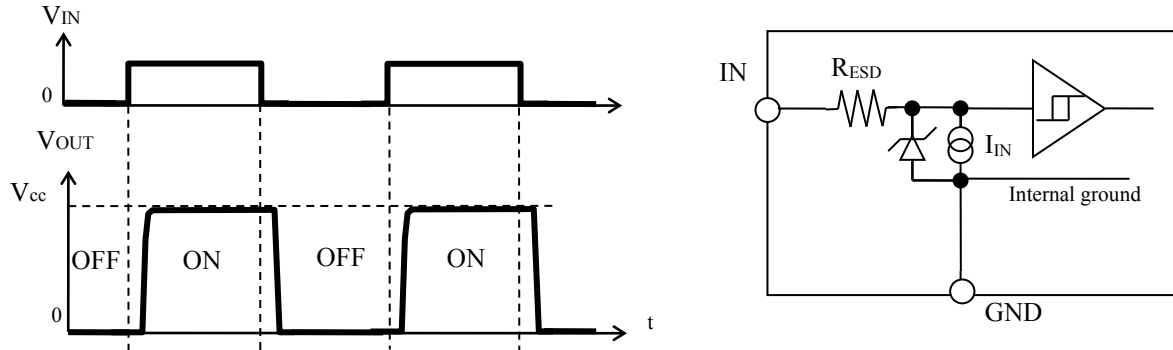 VIN
0
VOUT
Vcc
OFF ON OFF ON
0
t
IN
RESD
IIN
Internal ground
GND